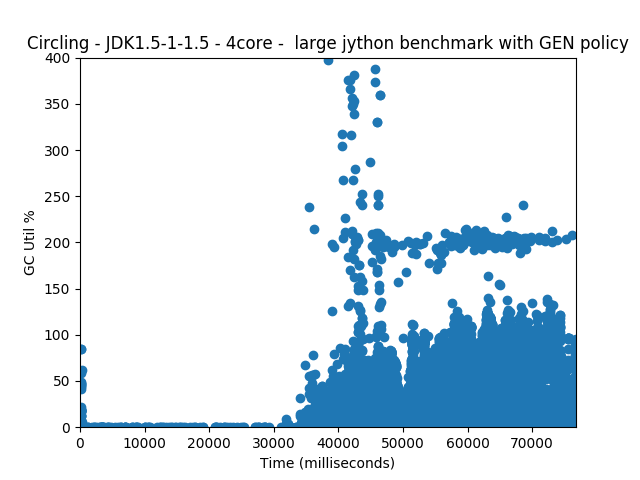 Circling - JDK1.5-1-1.5 - 4core -  large jython benchmark with GEN policy
400
350
300
250
200
150
100
50
0
GC Util %
0 10000 20000 30000 40000 50000 60000 70000
Time (milliseconds)